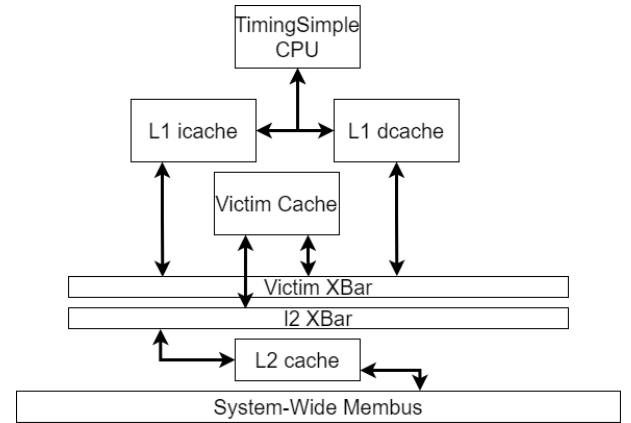 TimingSimple
CPU
L1 icache
L1 dcache
Victim Cache
Victim XBar
l2 XBar
L2 cache
System-Wide Membus